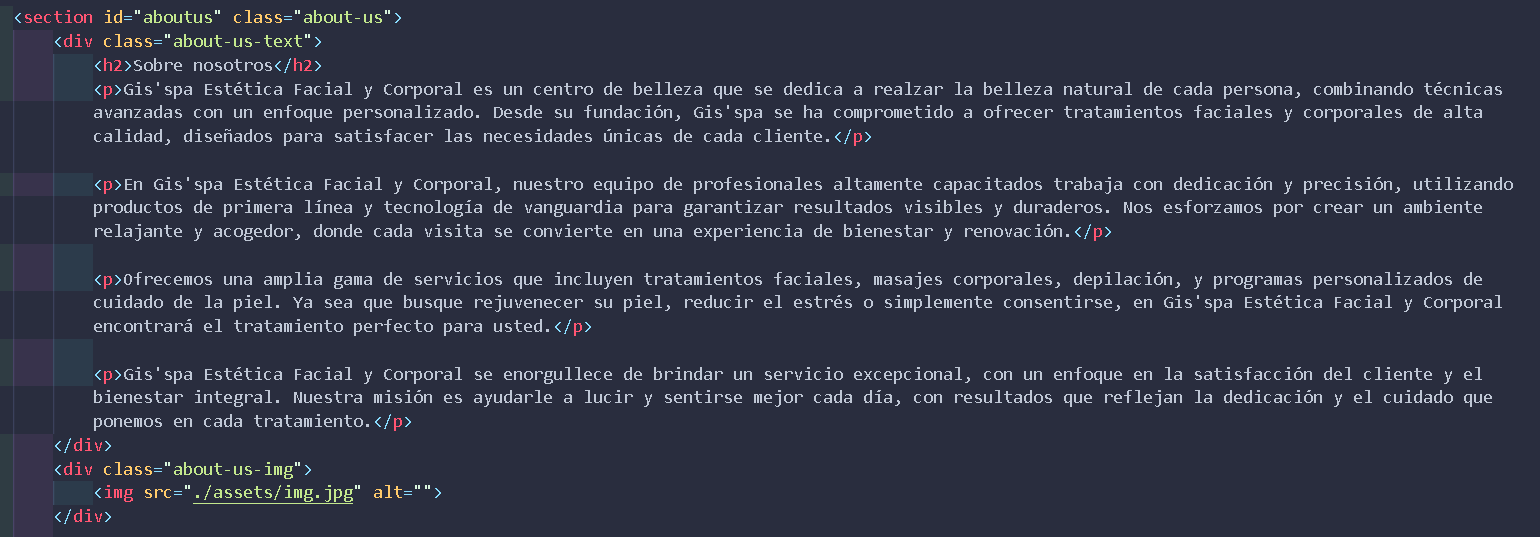 <section id="aboutus" class="about-us">
<div class="about-us-text">
<h2>Sobre nosotros</h2>
<p>Gis'spa Estética Facial y Corporal es un centro de belleza que se dedica a realzar la belleza natural de cada persona, combinando técnicas
avanzadas con un enfoque personalizado. Desde su fundación, Gis'spa se ha comprometido a ofrecer tratamientos faciales y corporales de alta
calidad, diseñados para satisfacer las necesidades únicas de cada cliente.</p>
<p>En Gis'spa Estética Facial y Corporal, nuestro equipo de profesionales altamente capacitados trabaja con dedicación y precisión, utilizando
productos de primera línea y tecnología de vanguardia para garantizar resultados visibles y duraderos. Nos esforzamos por crear un ambiente
relajante y acogedor, donde cada visita se convierte en una experiencia de bienestar y renovación.</p>
<p>Ofrecemos una amplia gama de servicios que incluyen tratamientos faciales, masajes corporales, depilación, y programas personalizados de
cuidado de la piel. Ya sea que busque rejuvenecer su piel, reducir el estrés o simplemente consentirse, en Gis'spa Estética Facial y Corporal
encontrará el tratamiento perfecto para usted.</p>
<p>Gis'spa Estética Facial y Corporal se enorgullece de brindar un servicio excepcional, con un enfoque en la satisfacción del cliente y el
bienestar integral. Nuestra misión es ayudarle a lucir y sentirse mejor cada día, con resultados que reflejan la dedicación y el cuidado que
ponemos en cada tratamiento.</p>
</div>
<div class="about-us-img">
<img src="./assets/img.jpg" alt="">
</div>